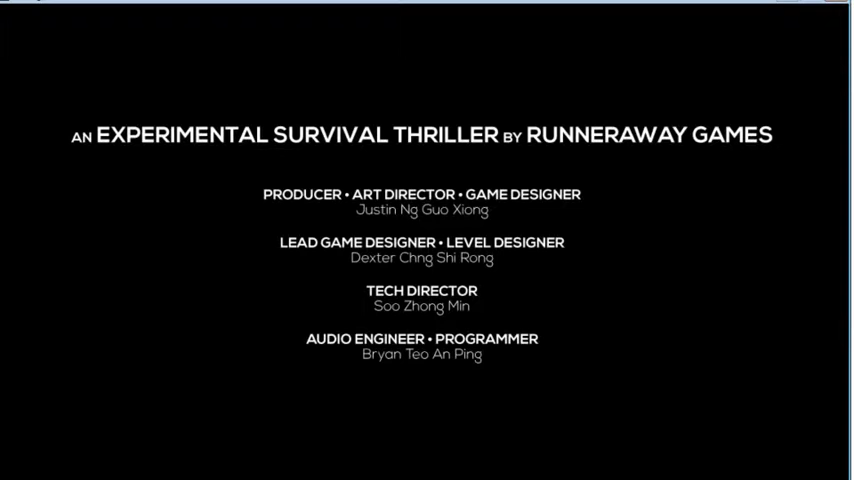 AN EXPERIMENTAL SURVIVAL THRILLER BY RUNNERAWAY GAMES
PRODUCER • ART DIRECTOR • GAME DESIGNER
Justin Ng Guo Xiong
LEAD GAME DESIGNER • LEVEL DESIGNER
Dexter Chng Shi Rong
TECH DIRECTOR
Soo Zhong Min
AUDIO ENGINEER • PROGRAMMER
Bryan Teo An Ping